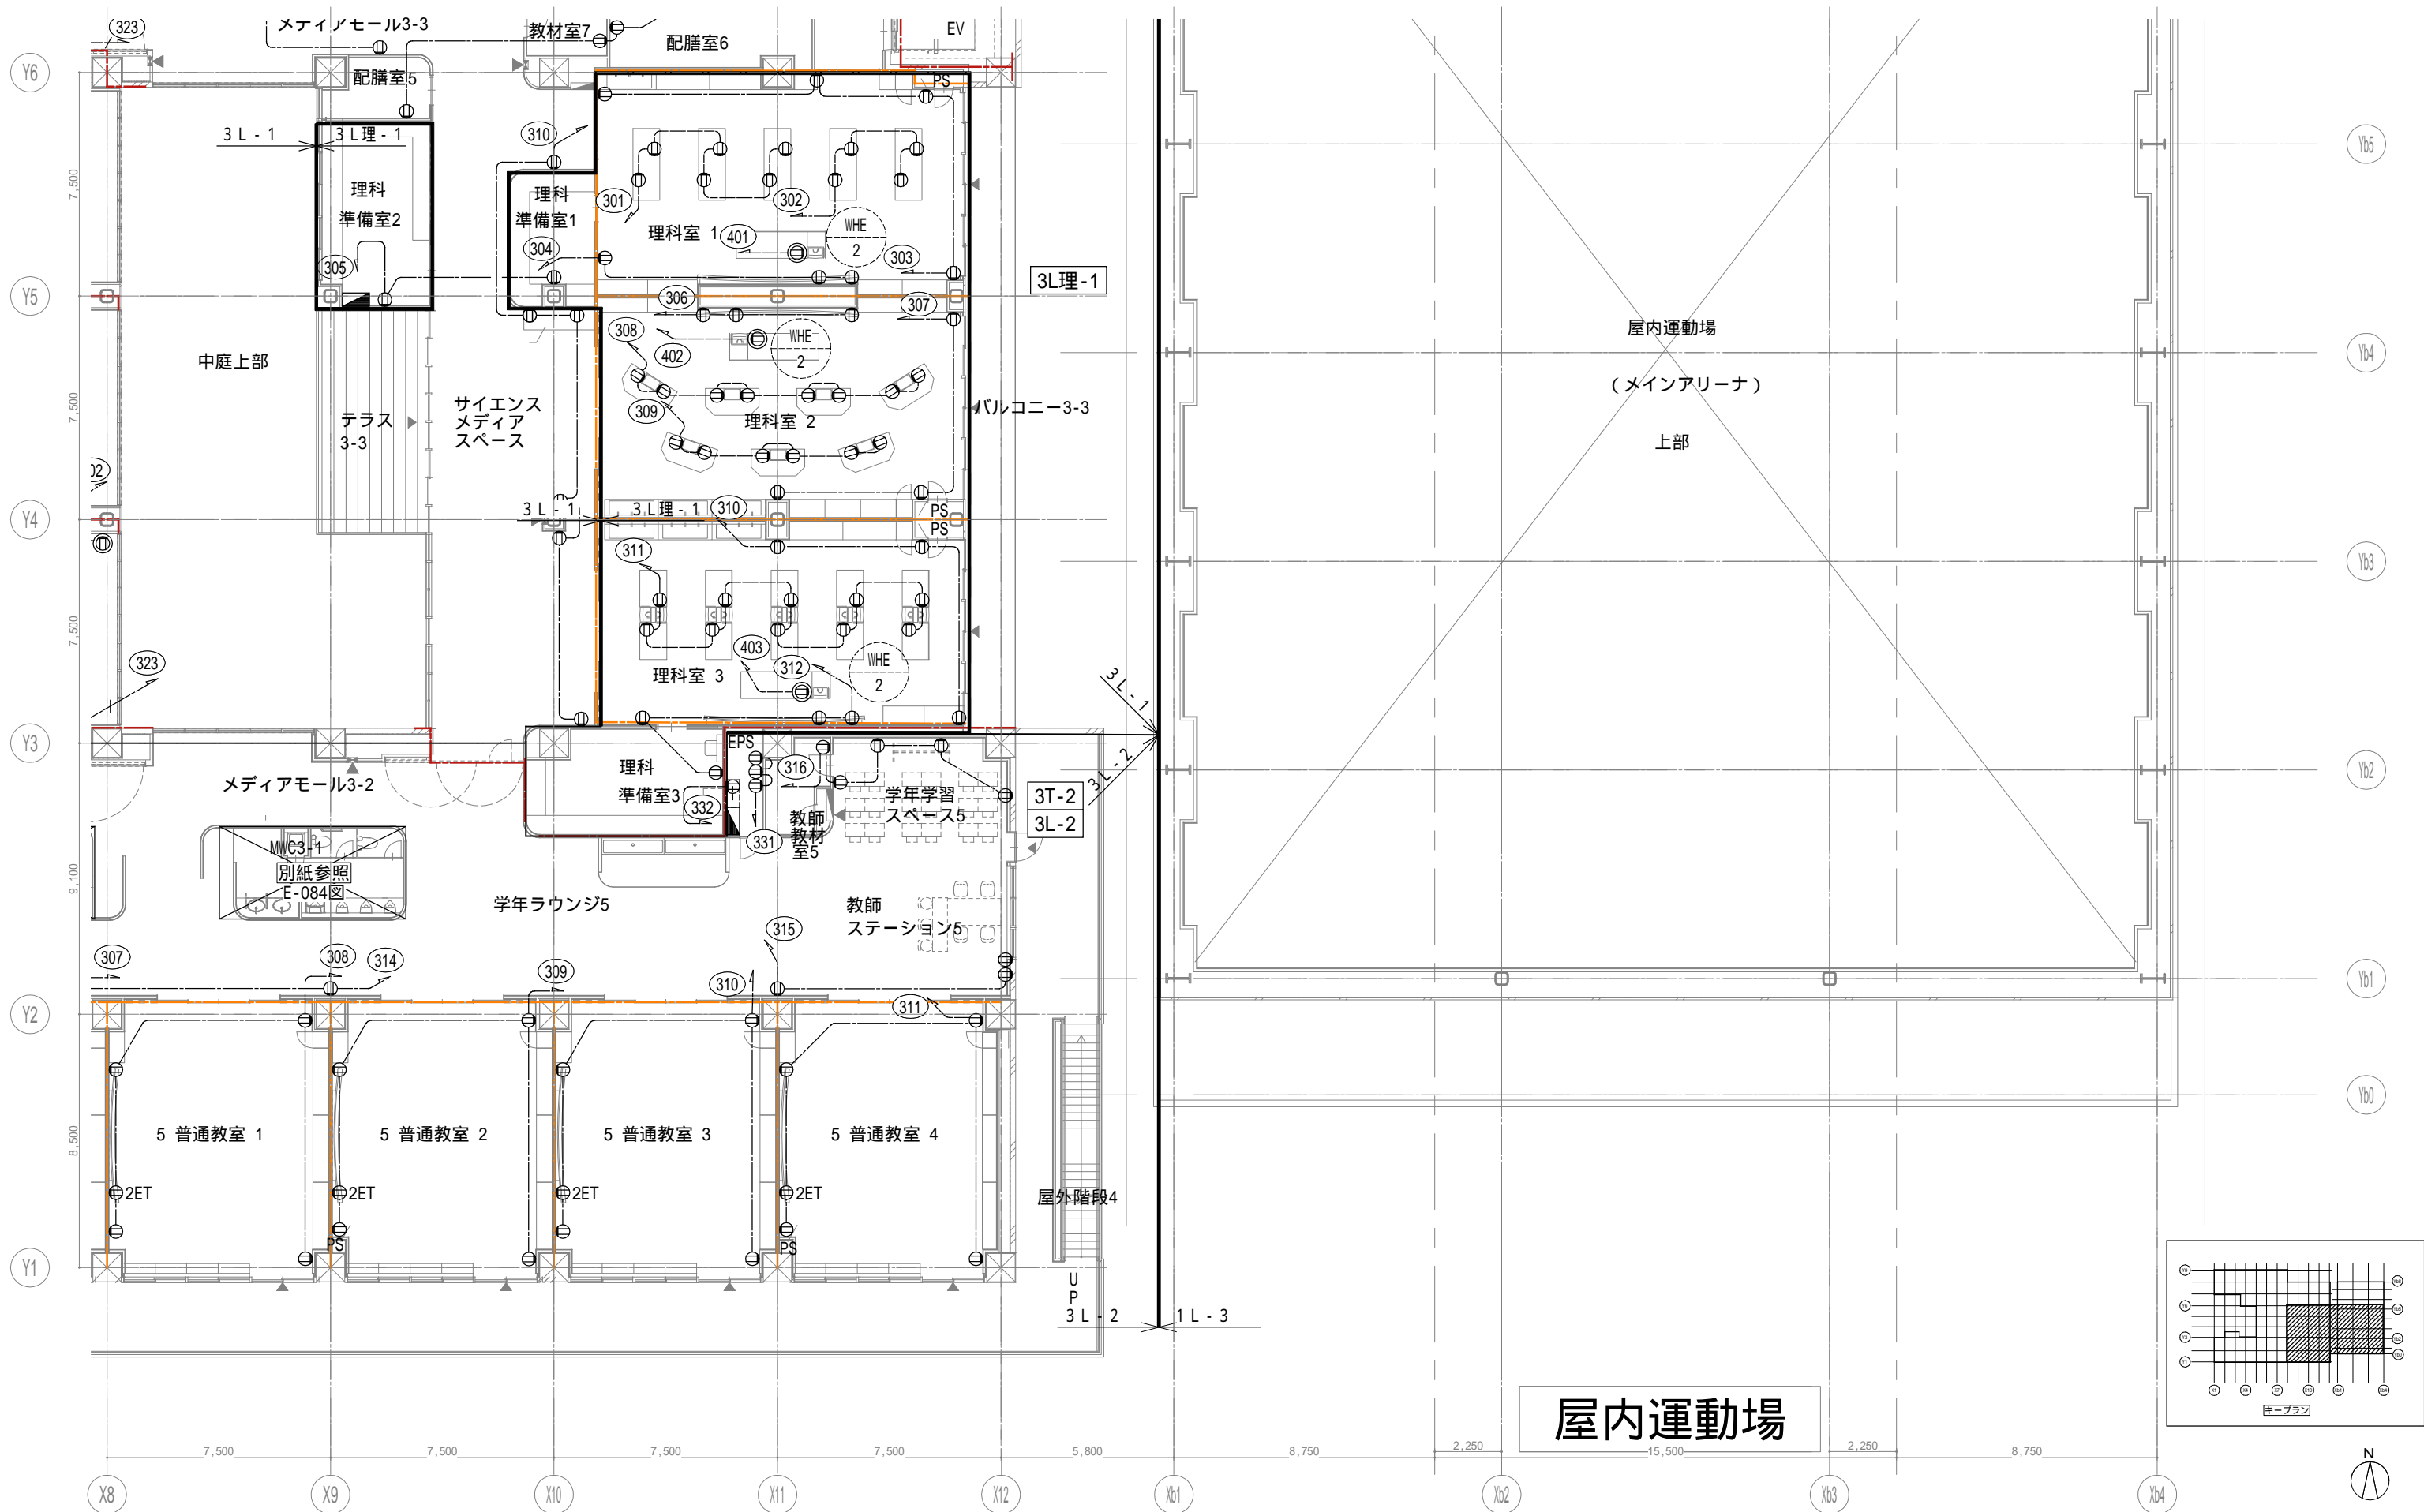 323
メディアモール3-3
教材室7
配膳室6
EV
Y6
配膳室5
PS
3L-1
3L理-1
310
Yb5
理科
準備室2
理科
準備室1
301
302
7,500
理科室 1
401
WHE
2
304
303
305
3L理-1
Y5
306
307
308
402
WHE
2
屋内運動場
Yb4
中庭上部
（メインアリーナ）
テラス
3-3
サイエンス
メディア
スペース
309
理科室 2
バルコニー3-3
7,500
上部
02
3L-1
3L理-1
310
PS
PS
Y4
311
Yb3
7,500
323
403
312
WHE
2
理科室 3
3L-1
Y3
EPS
3L-2
メディアモール3-2
理科
準備室3
316
332
331
教師
教材
室5
学年学習
スペース5
3T-2
3L-2
Yb2
MWC3-1
別紙参照
E-084図
9,100
学年ラウンジ5
教師
ステーション5
315
307
308
314
309
310
311
Yb1
Y2
Yb0
8,500
5 普通教室 1
5 普通教室 2
5 普通教室 3
5 普通教室 4
2ET
2ET
2ET
2ET
屋外階段4
PS
PS
Y1
U
P
3L-2
1L-3
キープラン
屋内運動場
7,500
7,500
7,500
7,500
5,800
8,750
2,250
15,500
2,250
8,750
N
X8
X9
X10
X11
X12
Xb1
Xb2
Xb3
Xb4